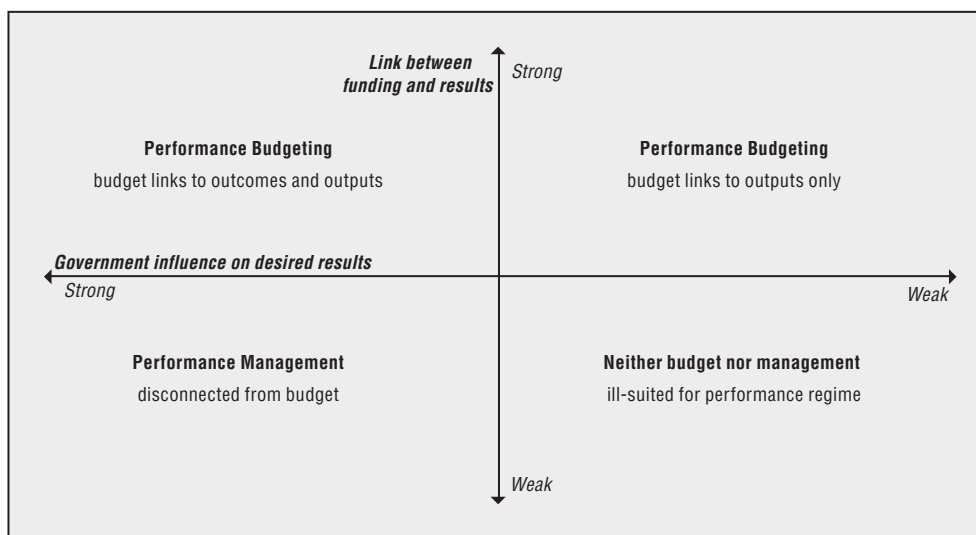 Link between
funding and results
Strong
Performance Budgeting
budget links to outcomes and outputs
Performance Budgeting
budget links to outputs only
Government influence on desired results
Strong
Weak
Performance Management
disconnected from budget
Neither budget nor management
ill-suited for performance regime
Weak